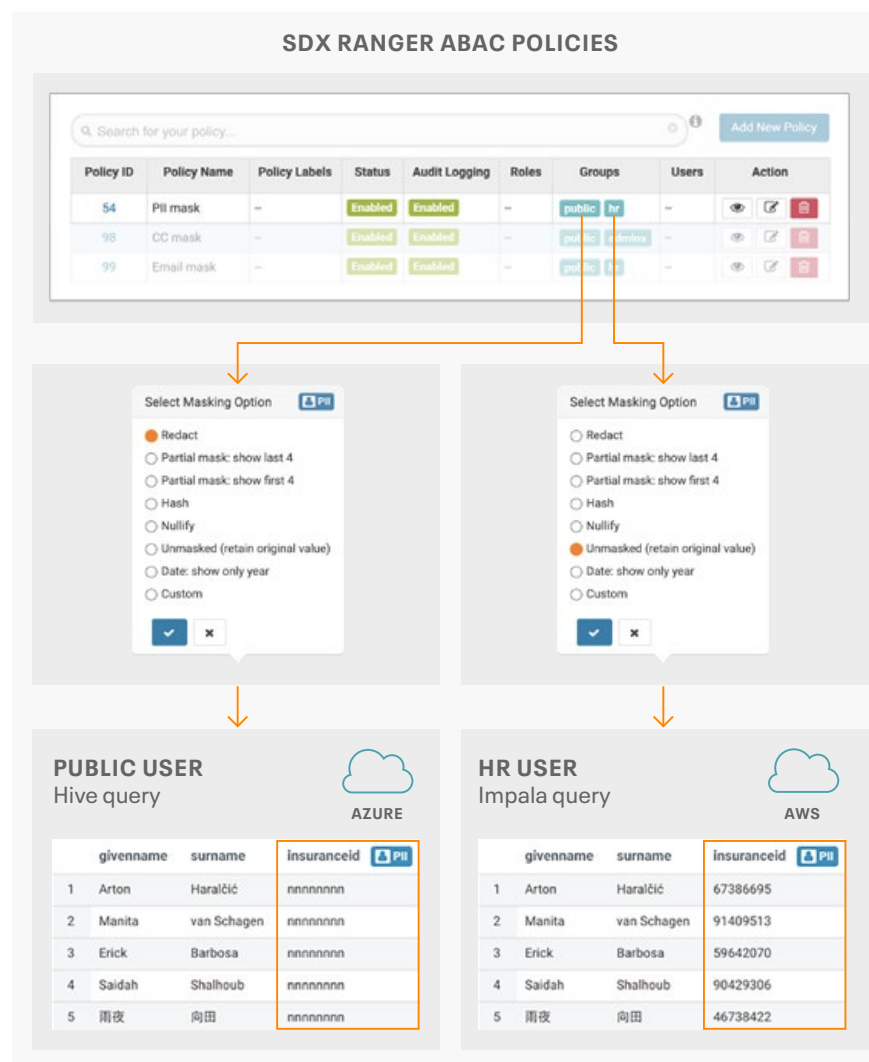 SDX RANGER ABAC POLICIES
Search for your policy...
Add New Policy
Policy ID Policy Name Policy Labels Status Audit Logging Roles Groups Users Action
54 PII mask -- Enabled Enabled -- public hr --
98 CC mask -- Enabled Enabled -- public admins --
99 Email mask -- Enabled Enabled -- public hr --
Select Masking Option PII
Redact
Partial mask: show last 4
Partial mask: show first 4
Hash
Nullify
Unmasked (retain original value)
Date: show only year
Custom
Select Masking Option PII
Redact
Partial mask: show last 4
Partial mask: show first 4
Hash
Nullify
Unmasked (retain original value)
Date: show only year
Custom
PUBLIC USER
Hive query
AZURE
givenname surname insuranceid PII
1 Arton Haralčić nnnnnnnn
2 Manita van Schagen nnnnnnnn
3 Erick Barbosa nnnnnnnn
4 Saidah Shalhoub nnnnnnnn
5 雨夜 向田 nnnnnnnn
HR USER
Impala query
AWS
givenname surname insuranceid PII
1 Arton Haralčić 67386695
2 Manita van Schagen 91409513
3 Erick Barbosa 59642070
4 Saidah Shalhoub 90429306
5 雨夜 向田 46738422